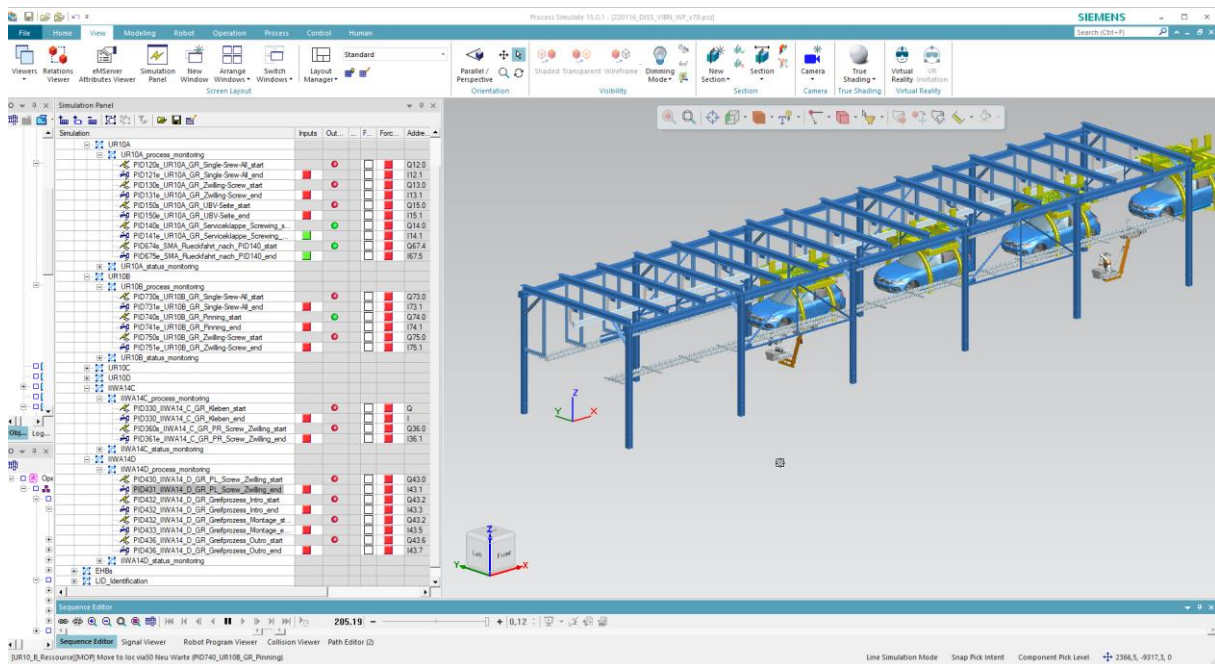 Process Simulate 15.0.1 - [220116_DISS_VIBN_WF_v79.psz]
SIEMENS
File Home View Modeling Robot Operation Process Control Human
Search (Ctrl+F)
Viewers
Relations Viewer
eMServer Attributes Viewer
Simulation Panel
New Window
Arrange Windows
Switch Windows
Layout Manager
Standard
Screen Layout
Parallel / Perspective
Orientation
Shaded Transparent Wireframe
Dimming Mode
Visibility
New Section
Section
Section
Camera
Camera
True Shading
True Shading
Virtual Reality
VR Invitation
Virtual Reality
Simulation Panel
Simulation Inputs Out... ... F... Forc... Addre...
UR10A
UR10A_process_monitoring
PID120s_UR10A_GR_Single-Srew-All_start Q12.0
PID121e_UR10A_GR_Single-Srew-All_end I12.1
PID130s_UR10A_GR_Zwilling-Screw_start Q13.0
PID131e_UR10A_GR_Zwilling-Screw_end I13.1
PID150s_UR10A_GR_UBV-Seite_start Q15.0
PID150e_UR10A_GR_UBV-Seite_end I15.1
PID140s_UR10A_GR_Serviceklappe_Screwing_s... Q14.0
PID141e_UR10A_GR_Serviceklappe_Screwing_... I14.1
PID674s_SMA_Rueckfahrt_nach_PID140_start Q67.4
PID675e_SMA_Rueckfahrt_nach_PID140_end I67.5
UR10A_status_monitoring
UR10B
UR10B_process_monitoring
PID730s_UR10B_GR_Single-Srew-All_start Q73.0
PID731e_UR10B_GR_Single-Srew-All_end I73.1
PID740s_UR10B_GR_Pinning_start Q74.0
PID741e_UR10B_GR_Pinning_end I74.1
PID750s_UR10B_GR_Zwilling-Screw_start Q75.0
PID751e_UR10B_GR_Zwilling-Screw_end I75.1
UR10B_status_monitoring
UR10C
UR10D
IIWA14C
IIWA14C_process_monitoring
PID330_IIWA14_C_GR_Kleben_start Q
PID330_IIWA14_C_GR_Kleben_end I
PID360s_IIWA14_C_GR_PR_Screw_Zwilling_start Q36.0
PID361e_IIWA14_C_GR_PR_Screw_Zwilling_end I36.1
IIWA14C_status_monitoring
IIWA14D
IIWA14D_process_monitoring
PID430_IIWA14_D_GR_PL_Screw_Zwilling_start Q43.0
PID431_IIWA14_D_GR_PL_Screw_Zwilling_end I43.1
PID432_IIWA14_D_GR_Greifprozess_Intro_start Q43.2
PID432_IIWA14_D_GR_Greifprozess_Intro_end I43.3
PID432_IIWA14_D_GR_Greifprozess_Montage_st... Q43.2
PID433_IIWA14_D_GR_Greifprozess_Montage_e... I43.5
PID436_IIWA14_D_GR_Greifprozess_Outro_start Q43.6
PID436_IIWA14_D_GR_Greifprozess_Outro_end I43.7
IIWA14D_status_monitoring
EHBs
LID_Identification
Obj... Log...
Ope
Z
Y X
Z
Left Front
Y X
Sequence Editor
205.19
0.12
Sequence Editor Signal Viewer Robot Program Viewer Collision Viewer Path Editor (2)
[UR10_B_Ressource][MOP] Move to loc via50 Neu Warte (PID740_UR10B_GR_Pinning)
Line Simulation Mode Snap Pick Intent Component Pick Level 2366,5, -9317,3, 0